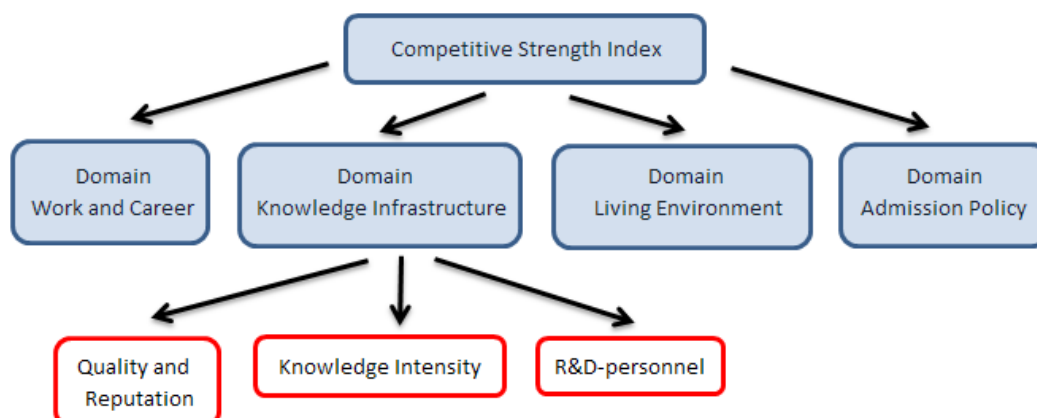 Competitive Strength Index
Domain
Work and Career
Domain
Knowledge Infrastructure
Domain
Living Environment
Domain
Admission Policy
Quality and
Reputation
Knowledge Intensity
R&D-personnel